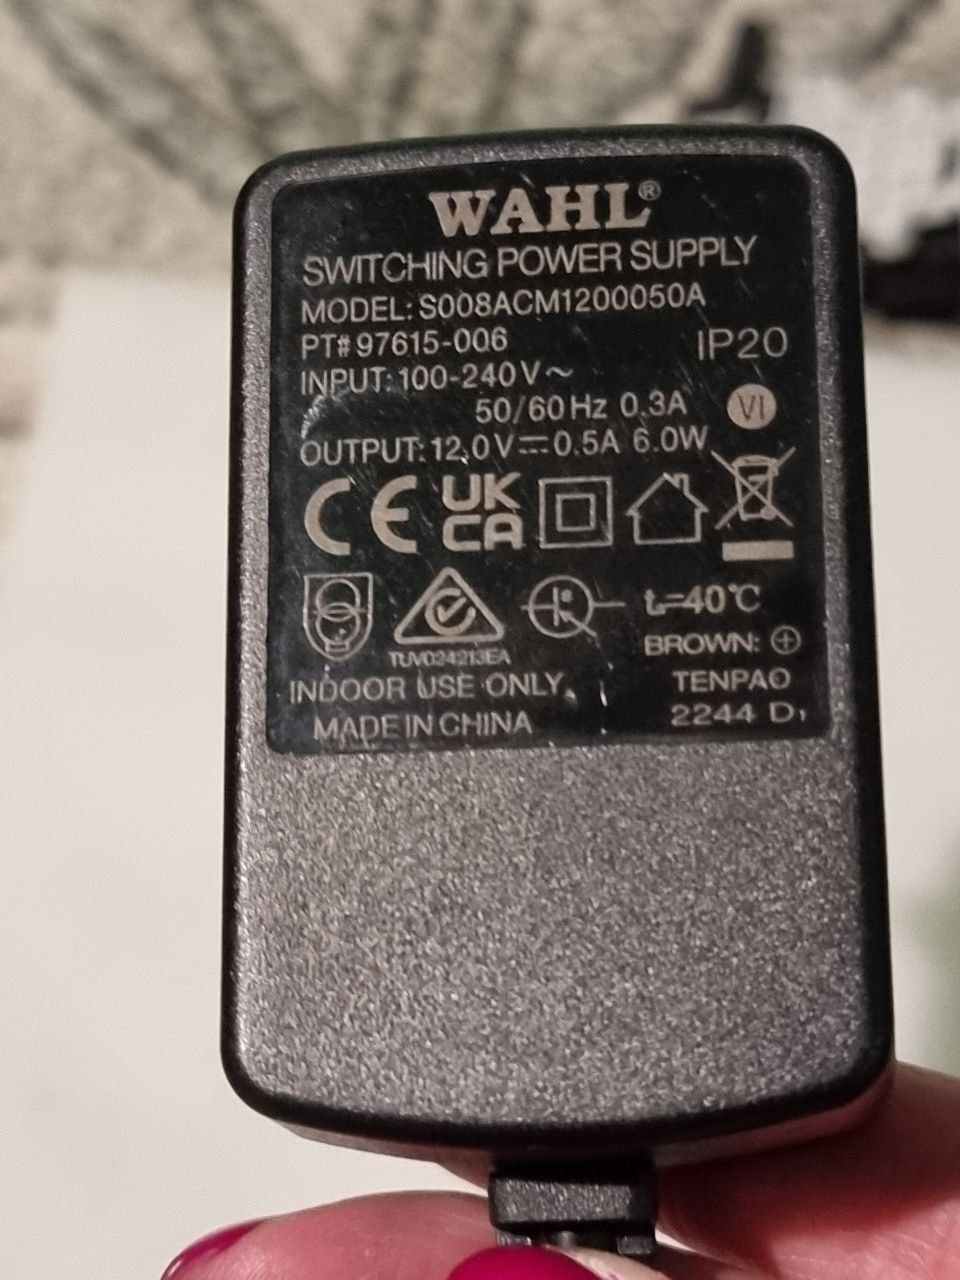 WAHL®
SWITCHING POWER SUPPLY
MODEL: S008ACM1200050A
PT# 97615-006
IP20
INPUT: 100-240V~
50/60Hz 0.3A
VI
OUTPUT: 12.0V⎓0.5A 6.0W
CE UK
CA
t=40℃
BROWN: ⊕
TUV024213EA
TENPAO
INDOOR USE ONLY.
2244 D1
MADE IN CHINA